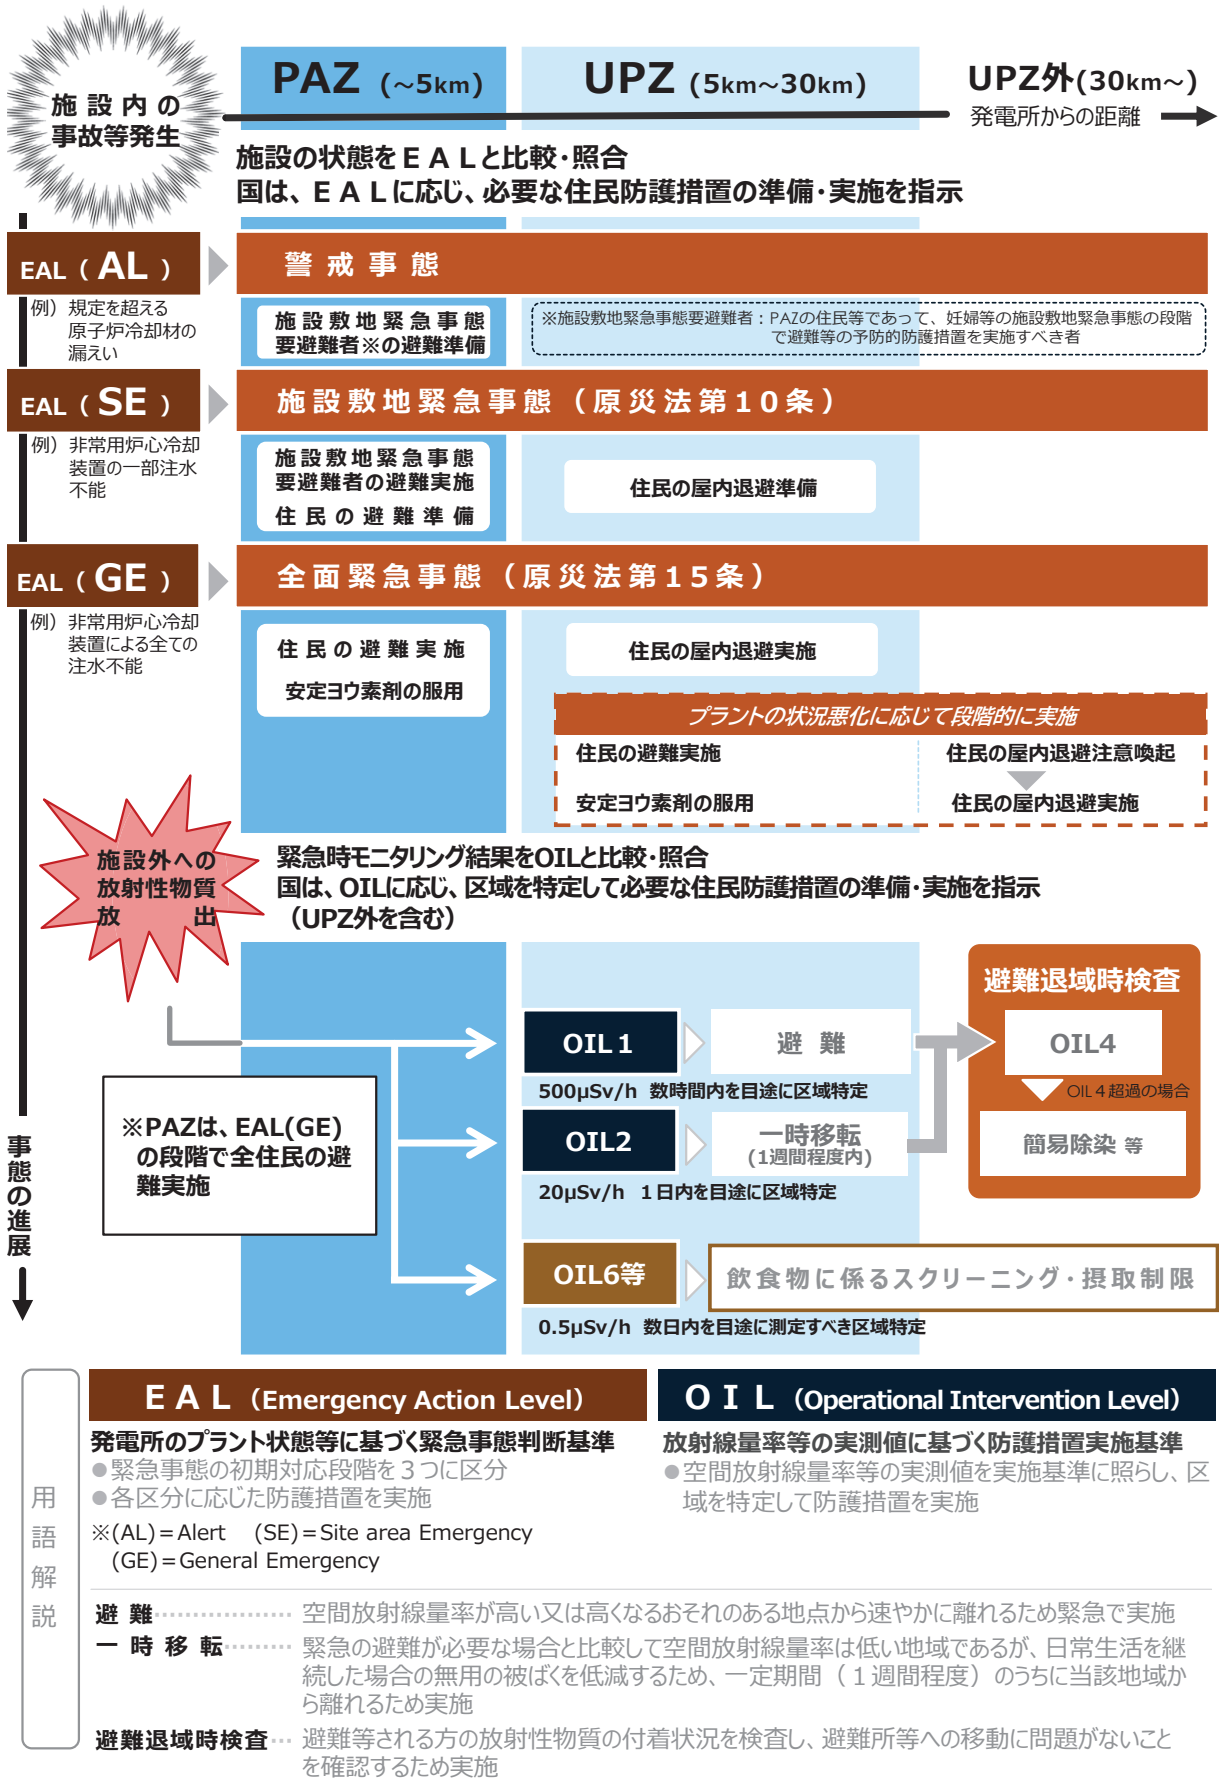 施設内の
事故等発生
PAZ (~5km)
UPZ (5km~30km)
UPZ外(30km~)
発電所からの距離
施設の状態をＥＡＬと比較・照合
国は、ＥＡＬに応じ、必要な住民防護措置の準備・実施を指示
EAL（AL）
警戒事態
例）規定を超える
原子炉冷却材の
漏えい
施設敷地緊急事態
要避難者※の避難準備
※施設敷地緊急事態要避難者：PAZの住民等であって、妊婦等の施設敷地緊急事態の段階
で避難等の予防的防護措置を実施すべき者
EAL（SE）
施設敷地緊急事態（原災法第10条）
例）非常用炉心冷却
装置の一部注水
不能
施設敷地緊急事態
要避難者の避難実施
住民の避難準備
住民の屋内退避準備
EAL（GE）
全面緊急事態（原災法第15条）
例）非常用炉心冷却
装置による全ての
注水不能
住民の避難実施
安定ヨウ素剤の服用
住民の屋内退避実施
プラントの状況悪化に応じて段階的に実施
住民の避難実施
住民の屋内退避注意喚起
安定ヨウ素剤の服用
住民の屋内退避実施
施設外への
放射性物質
放出
緊急時モニタリング結果をOILと比較・照合
国は、OILに応じ、区域を特定して必要な住民防護措置の準備・実施を指示
（UPZ外を含む）
避難退域時検査
OIL１
避難
OIL4
500μSv/h 数時間内を目途に区域特定
OIL４超過の場合
※PAZは、EAL(GE)
の段階で全住民の避
難実施
OIL2
一時移転
(1週間程度内)
簡易除染 等
20μSv/h １日内を目途に区域特定
事態の進展
OIL6等
飲食物に係るスクリーニング・摂取制限
0.5μSv/h 数日内を目途に測定すべき区域特定
用語解説
ＥＡＬ（Emergency Action Level）
発電所のプラント状態等に基づく緊急事態判断基準
●緊急事態の初期対応段階を３つに区分
●各区分に応じた防護措置を実施
※(AL)＝Alert (SE)＝Site area Emergency
(GE)＝General Emergency
ＯＩＬ（Operational Intervention Level）
放射線量率等の実測値に基づく防護措置実施基準
●空間放射線量率等の実測値を実施基準に照らし、区
域を特定して防護措置を実施
避難………………空間放射線量率が高い又は高くなるおそれのある地点から速やかに離れるため緊急で実施
一時移転………緊急の避難が必要な場合と比較して空間放射線量率は低い地域であるが、日常生活を継
続した場合の無用の被ばくを低減するため、一定期間（１週間程度）のうちに当該地域か
ら離れるため実施
避難退域時検査…避難等される方の放射性物質の付着状況を検査し、避難所等への移動に問題がないこと
を確認するため実施